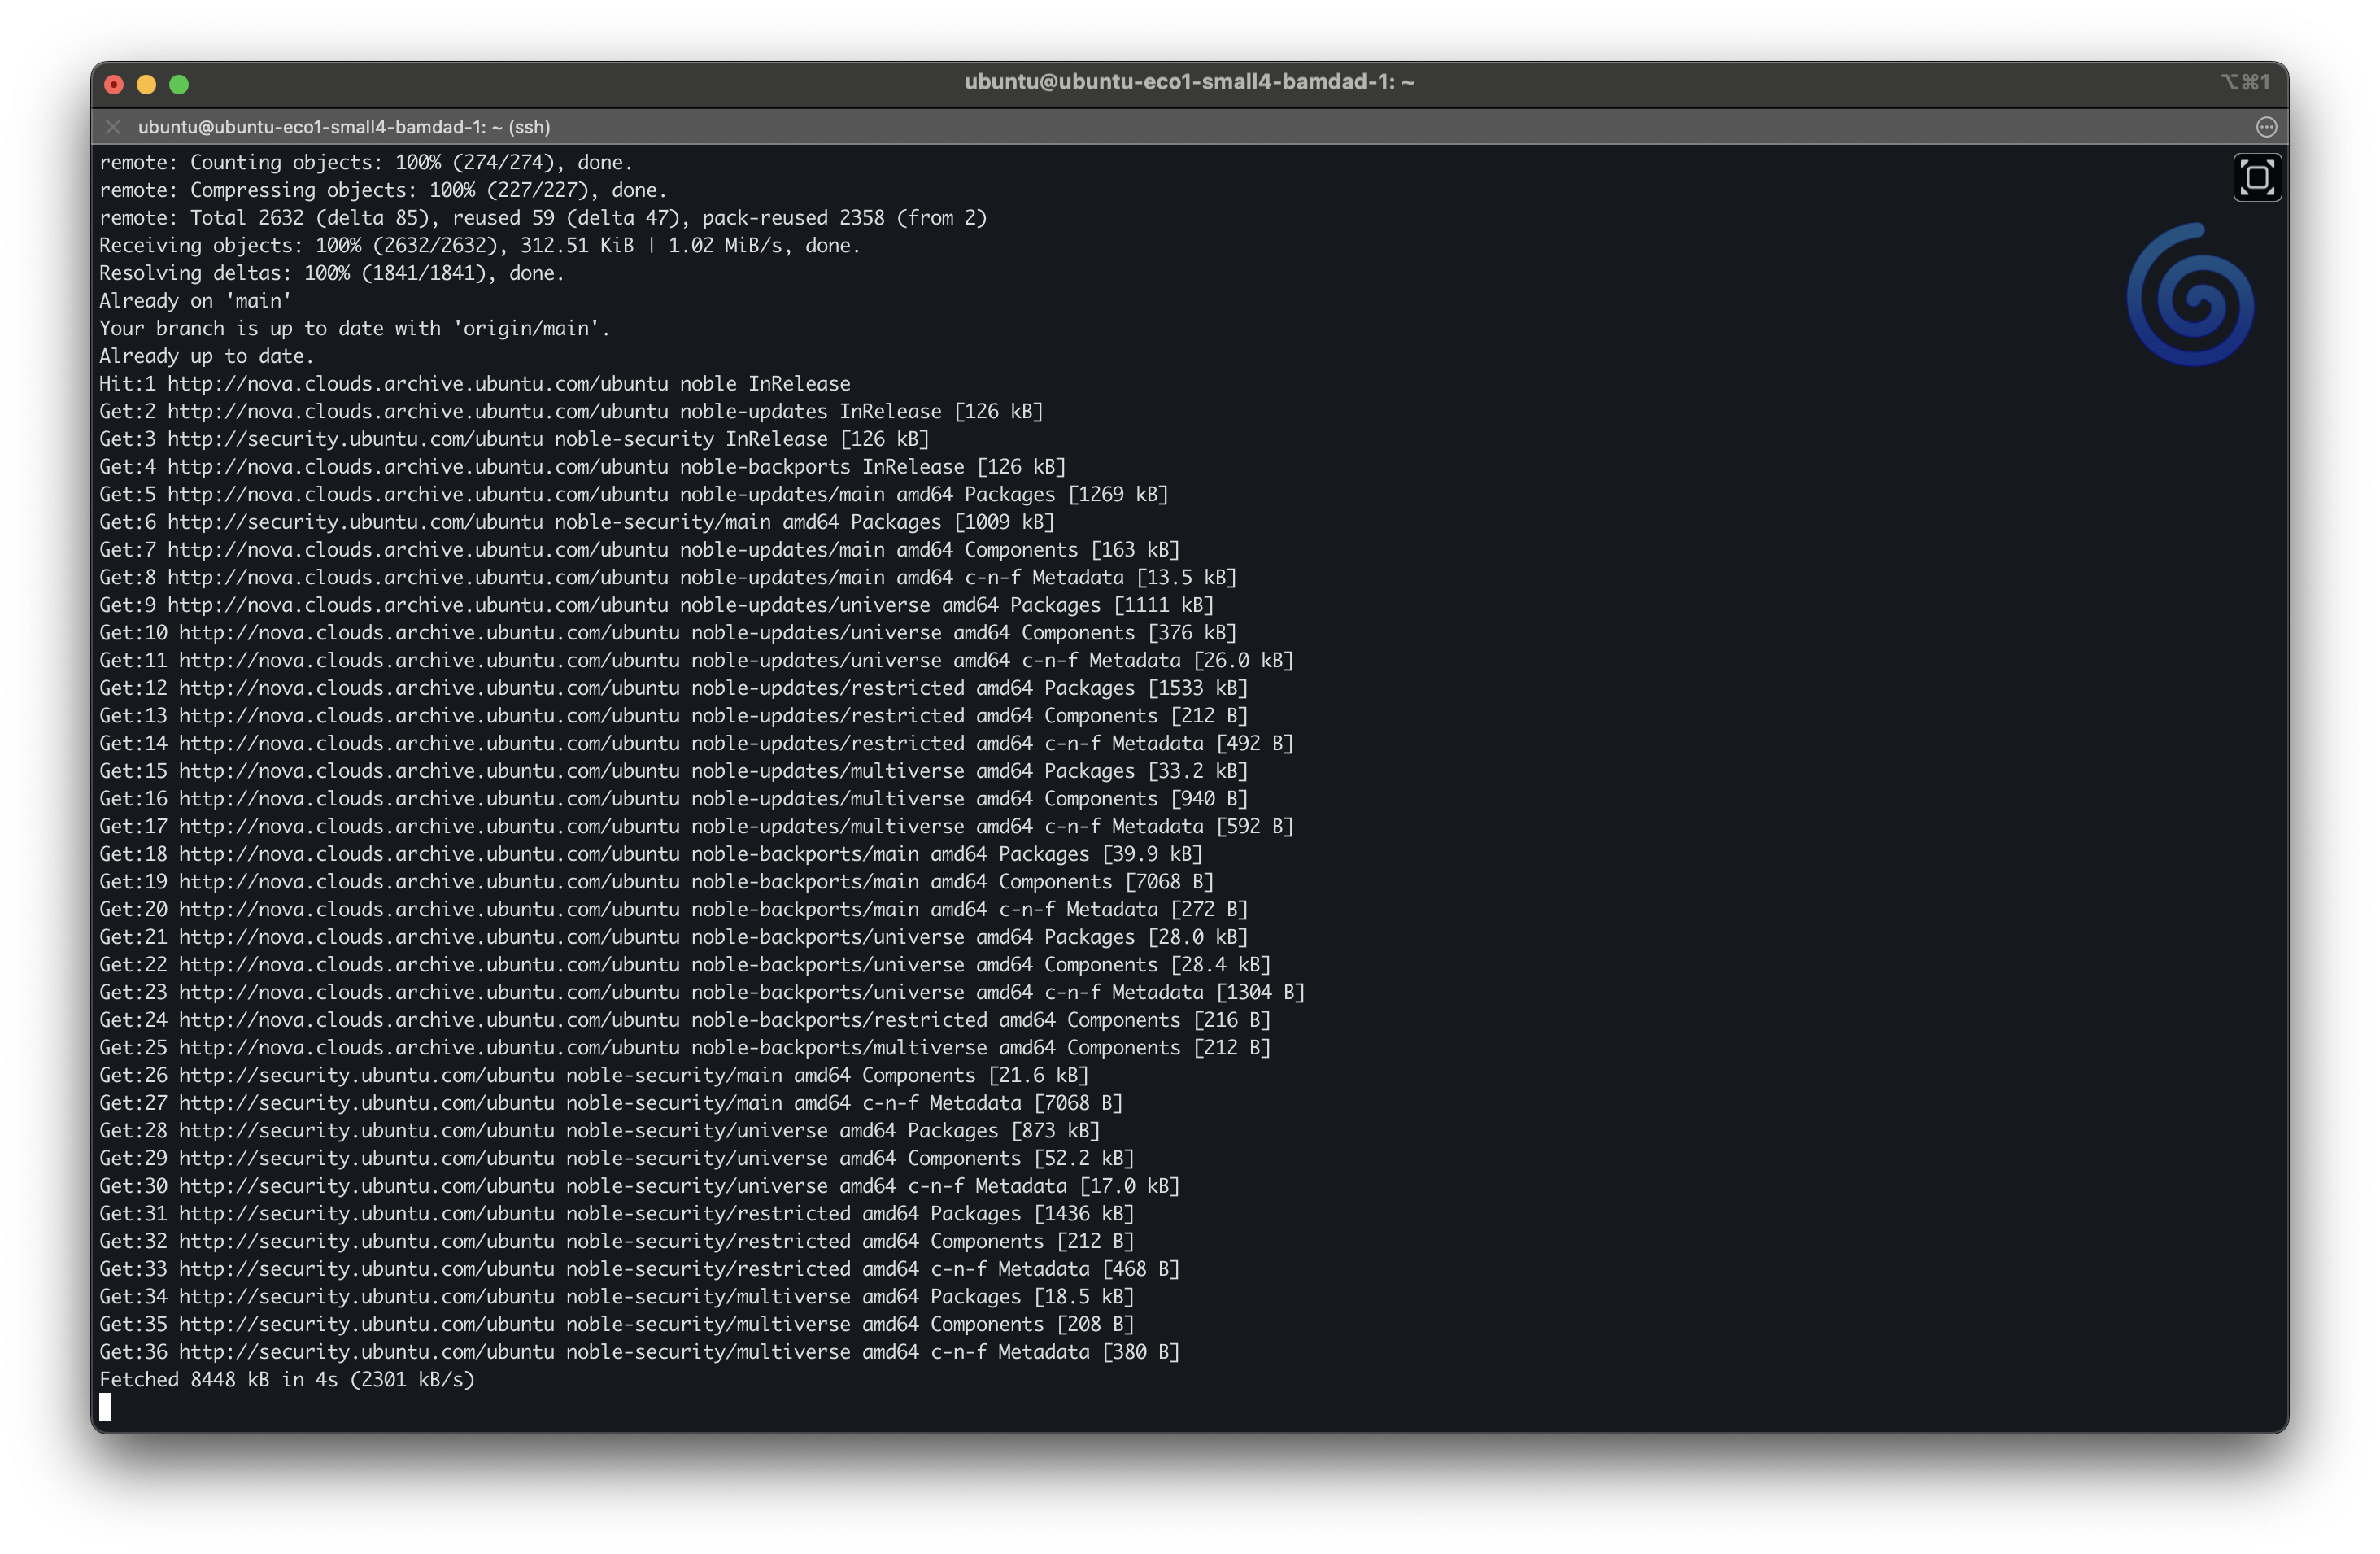 ubuntu@ubuntu-eco1-small4-bamdad-1: ~
⌥⌘1
ubuntu@ubuntu-eco1-small4-bamdad-1: ~ (ssh)
remote: Counting objects: 100% (274/274), done.
remote: Compressing objects: 100% (227/227), done.
remote: Total 2632 (delta 85), reused 59 (delta 47), pack-reused 2358 (from 2)
Receiving objects: 100% (2632/2632), 312.51 KiB | 1.02 MiB/s, done.
Resolving deltas: 100% (1841/1841), done.
Already on 'main'
Your branch is up to date with 'origin/main'.
Already up to date.
Hit:1 http://nova.clouds.archive.ubuntu.com/ubuntu noble InRelease
Get:2 http://nova.clouds.archive.ubuntu.com/ubuntu noble-updates InRelease [126 kB]
Get:3 http://security.ubuntu.com/ubuntu noble-security InRelease [126 kB]
Get:4 http://nova.clouds.archive.ubuntu.com/ubuntu noble-backports InRelease [126 kB]
Get:5 http://nova.clouds.archive.ubuntu.com/ubuntu noble-updates/main amd64 Packages [1269 kB]
Get:6 http://security.ubuntu.com/ubuntu noble-security/main amd64 Packages [1009 kB]
Get:7 http://nova.clouds.archive.ubuntu.com/ubuntu noble-updates/main amd64 Components [163 kB]
Get:8 http://nova.clouds.archive.ubuntu.com/ubuntu noble-updates/main amd64 c-n-f Metadata [13.5 kB]
Get:9 http://nova.clouds.archive.ubuntu.com/ubuntu noble-updates/universe amd64 Packages [1111 kB]
Get:10 http://nova.clouds.archive.ubuntu.com/ubuntu noble-updates/universe amd64 Components [376 kB]
Get:11 http://nova.clouds.archive.ubuntu.com/ubuntu noble-updates/universe amd64 c-n-f Metadata [26.0 kB]
Get:12 http://nova.clouds.archive.ubuntu.com/ubuntu noble-updates/restricted amd64 Packages [1533 kB]
Get:13 http://nova.clouds.archive.ubuntu.com/ubuntu noble-updates/restricted amd64 Components [212 B]
Get:14 http://nova.clouds.archive.ubuntu.com/ubuntu noble-updates/restricted amd64 c-n-f Metadata [492 B]
Get:15 http://nova.clouds.archive.ubuntu.com/ubuntu noble-updates/multiverse amd64 Packages [33.2 kB]
Get:16 http://nova.clouds.archive.ubuntu.com/ubuntu noble-updates/multiverse amd64 Components [940 B]
Get:17 http://nova.clouds.archive.ubuntu.com/ubuntu noble-updates/multiverse amd64 c-n-f Metadata [592 B]
Get:18 http://nova.clouds.archive.ubuntu.com/ubuntu noble-backports/main amd64 Packages [39.9 kB]
Get:19 http://nova.clouds.archive.ubuntu.com/ubuntu noble-backports/main amd64 Components [7068 B]
Get:20 http://nova.clouds.archive.ubuntu.com/ubuntu noble-backports/main amd64 c-n-f Metadata [272 B]
Get:21 http://nova.clouds.archive.ubuntu.com/ubuntu noble-backports/universe amd64 Packages [28.0 kB]
Get:22 http://nova.clouds.archive.ubuntu.com/ubuntu noble-backports/universe amd64 Components [28.4 kB]
Get:23 http://nova.clouds.archive.ubuntu.com/ubuntu noble-backports/universe amd64 c-n-f Metadata [1304 B]
Get:24 http://nova.clouds.archive.ubuntu.com/ubuntu noble-backports/restricted amd64 Components [216 B]
Get:25 http://nova.clouds.archive.ubuntu.com/ubuntu noble-backports/multiverse amd64 Components [212 B]
Get:26 http://security.ubuntu.com/ubuntu noble-security/main amd64 Components [21.6 kB]
Get:27 http://security.ubuntu.com/ubuntu noble-security/main amd64 c-n-f Metadata [7068 B]
Get:28 http://security.ubuntu.com/ubuntu noble-security/universe amd64 Packages [873 kB]
Get:29 http://security.ubuntu.com/ubuntu noble-security/universe amd64 Components [52.2 kB]
Get:30 http://security.ubuntu.com/ubuntu noble-security/universe amd64 c-n-f Metadata [17.0 kB]
Get:31 http://security.ubuntu.com/ubuntu noble-security/restricted amd64 Packages [1436 kB]
Get:32 http://security.ubuntu.com/ubuntu noble-security/restricted amd64 Components [212 B]
Get:33 http://security.ubuntu.com/ubuntu noble-security/restricted amd64 c-n-f Metadata [468 B]
Get:34 http://security.ubuntu.com/ubuntu noble-security/multiverse amd64 Packages [18.5 kB]
Get:35 http://security.ubuntu.com/ubuntu noble-security/multiverse amd64 Components [208 B]
Get:36 http://security.ubuntu.com/ubuntu noble-security/multiverse amd64 c-n-f Metadata [380 B]
Fetched 8448 kB in 4s (2301 kB/s)